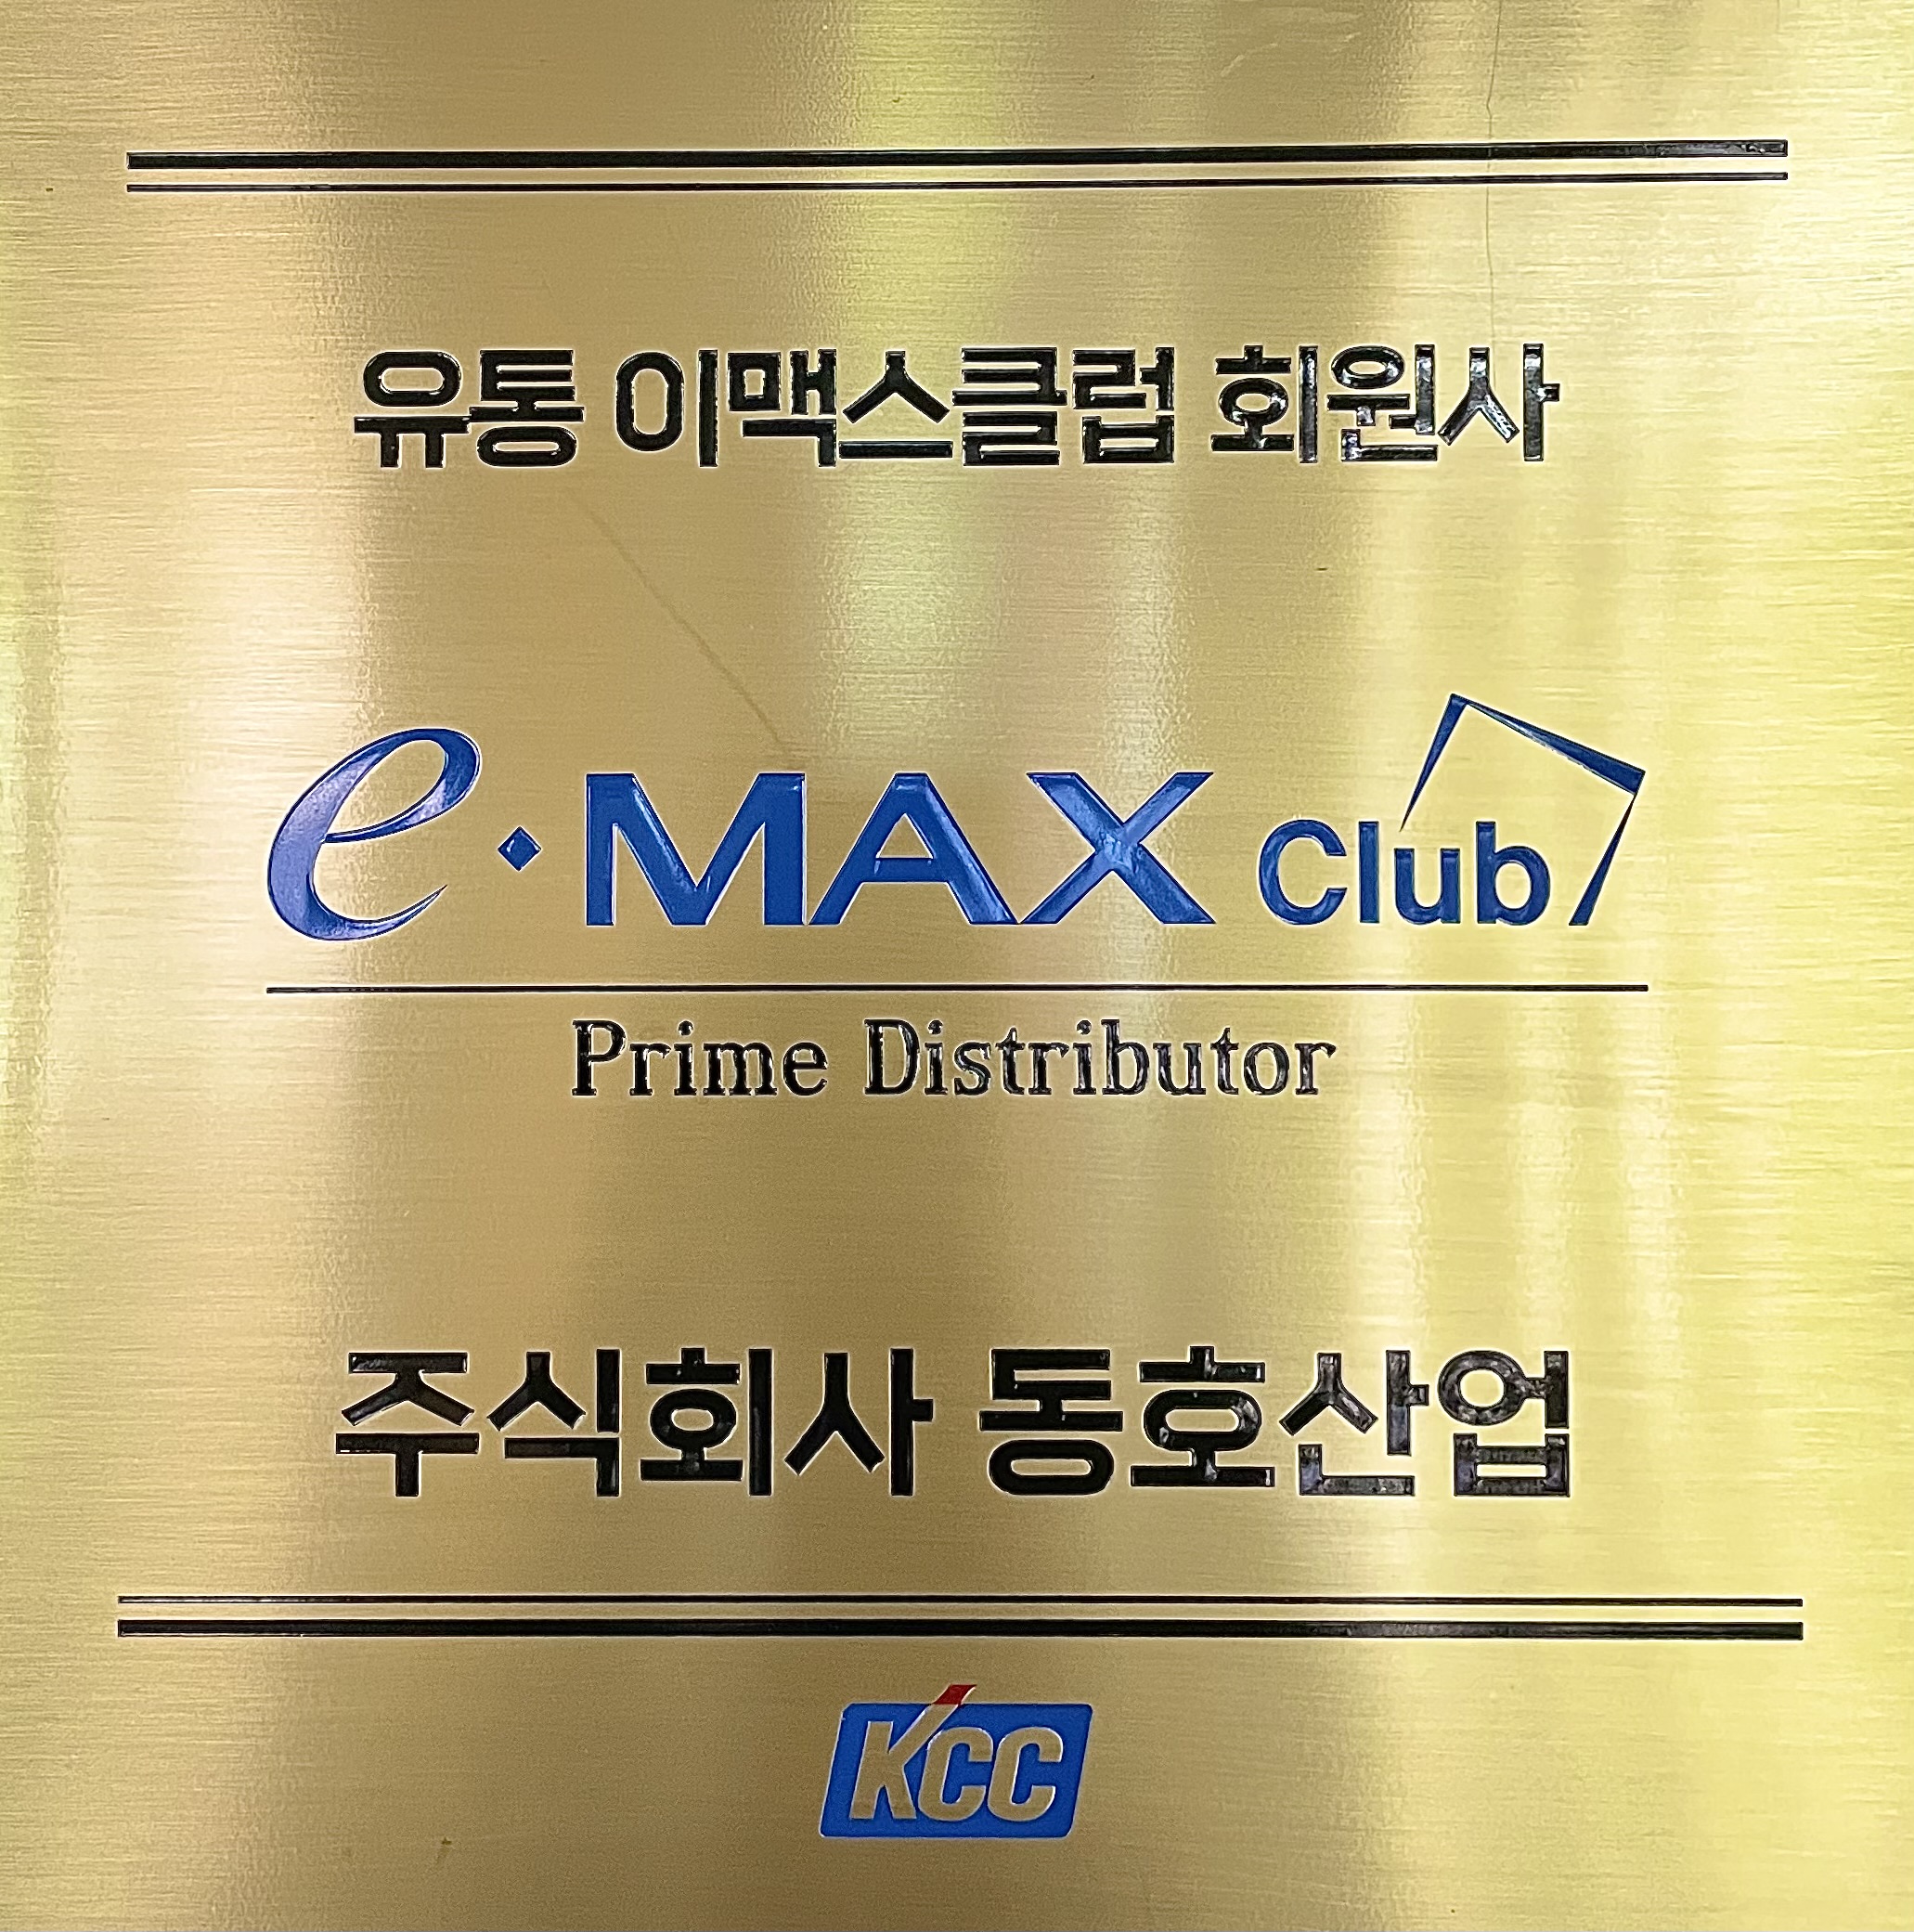 유통 이맥스클럽 회원사
e·MAX Club
Prime Distributor
주식회사 동호산업
KCC